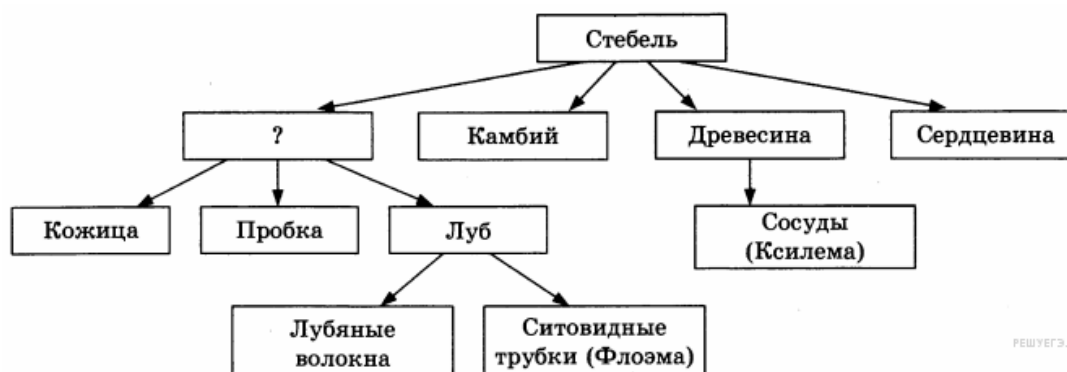 Стебель
?
Камбий
Древесина
Сердцевина
Кожица
Пробка
Луб
Сосуды
(Ксилема)
Лубяные
волокна
Ситовидные
трубки (Флоэма)
РЕШУЕГЭ.